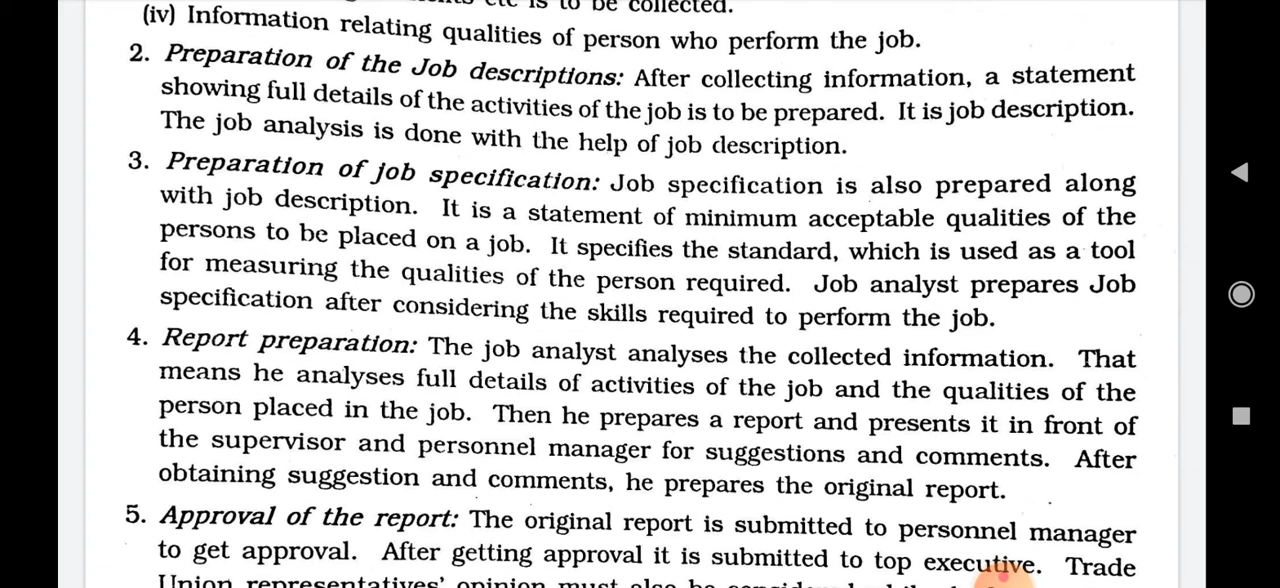 is to be collected.
(iv) Information relating qualities of person who perform the job.
2. Preparation of the Job descriptions: After collecting information, a statement
showing full details of the activities of the job is to be prepared. It is job description.
The job analysis is done with the help of job description.
3. Preparation of job specification: Job specification is also prepared along
with job description. It is a statement of minimum acceptable qualities of the
persons to be placed on a job. It specifies the standard, which is used as a tool
for measuring the qualities of the person required. Job analyst prepares Job
specification after considering the skills required to perform the job.
4. Report preparation: The job analyst analyses the collected information. That
means he analyses full details of activities of the job and the qualities of the
person placed in the job. Then he prepares a report and presents it in front of
the supervisor and personnel manager for suggestions and comments. After
obtaining suggestion and comments, he prepares the original report.
5. Approval of the report: The original report is submitted to personnel manager
to get approval. After getting approval it is submitted to top executive. Trade
Union representatives' opinion must also be